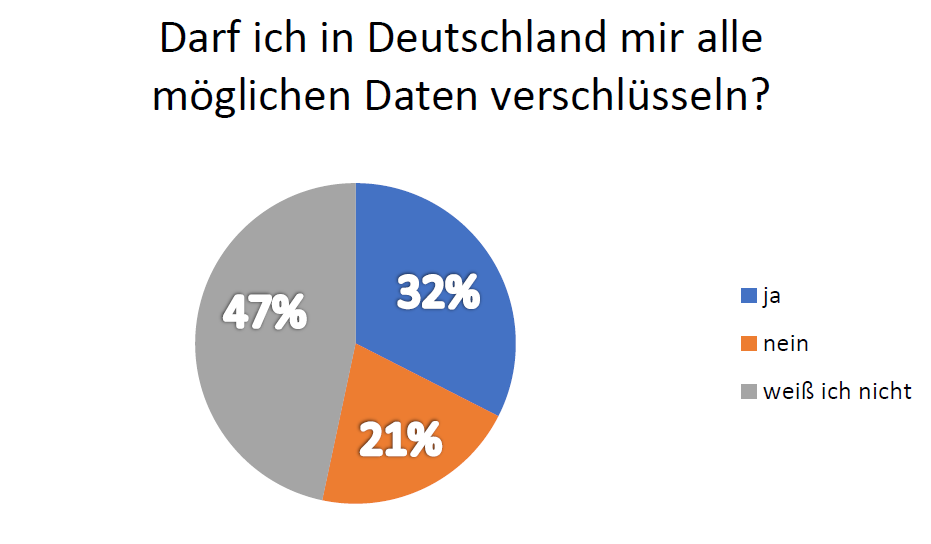 Darf ich in Deutschland mir alle
möglichen Daten verschlüsseln?
32%
47%
21%
ja
nein
weiß ich nicht